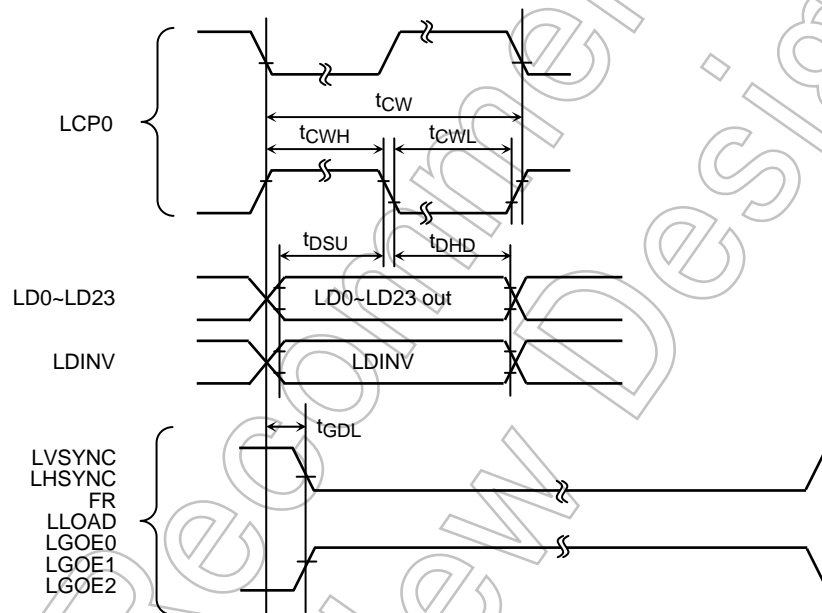 tCW
LCP0
tCWH
tCWL
tDSU
tDHD
LD0~LD23
LD0~LD23 out
LDINV
LDINV
tGDL
LVSYNC
LHSYNC
FR
LLOAD
LGOE0
LGOE1
LGOE2